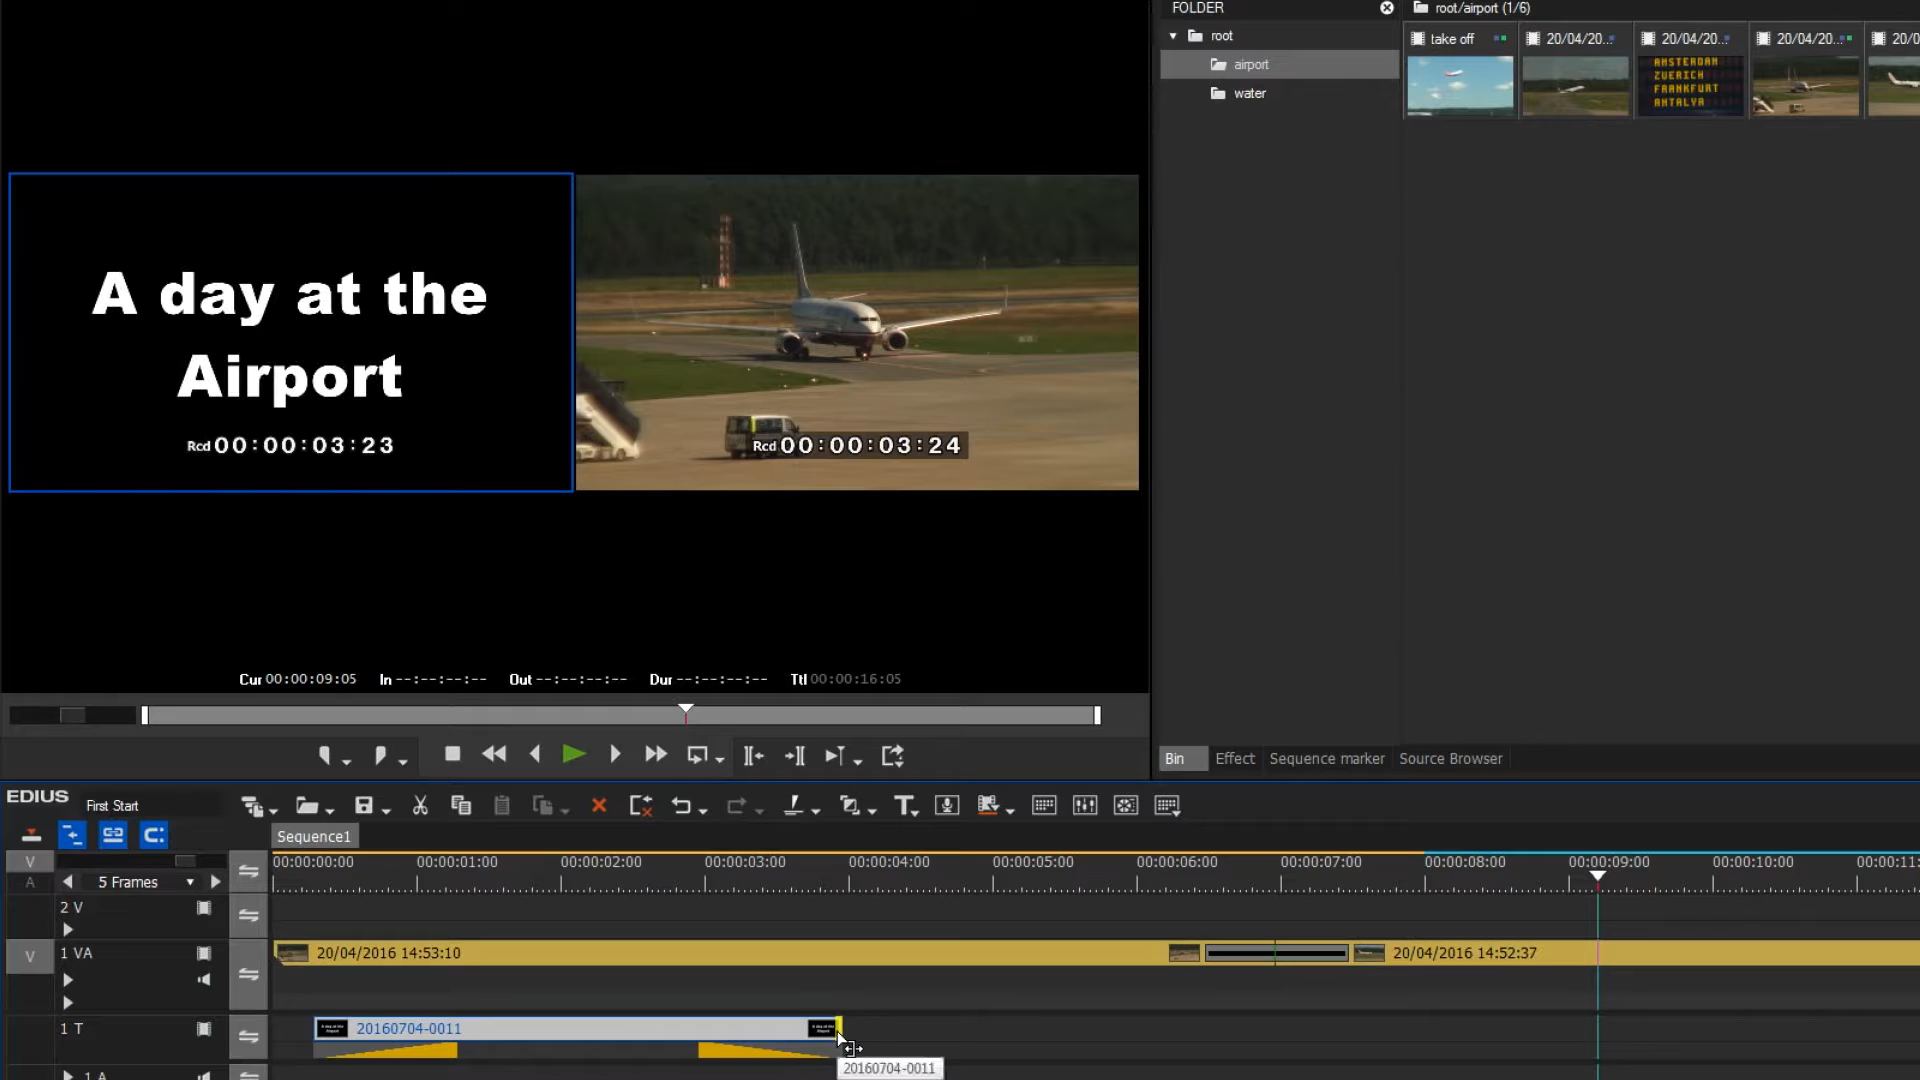 FOLDER
root/airport (1/6)
root
airport
water
take off
20/04/20...
20/04/20...
20/04/20...
20/0
AMSTERDAM
ZUERICH
FRANKFURT
ANTALYA
A day at the
Airport
Rcd 00:00:03:23
Rcd 00:00:03:24
Cur 00:00:09:05 In --:--:--:-- Out --:--:--:-- Dur --:--:--:-- Ttl 00:00:16:05
Bin
Effect
Sequence marker
Source Browser
EDIUS
First Start
Sequence1
V
A
5 Frames
00:00:00:00
00:00:01:00
00:00:02:00
00:00:03:00
00:00:04:00
00:00:05:00
00:00:06:00
00:00:07:00
00:00:08:00
00:00:09:00
00:00:10:00
00:00:11:
2 V
V
1 VA
20/04/2016 14:53:10
20/04/2016 14:52:37
1 T
20160704-0011
20160704-0011
1 A